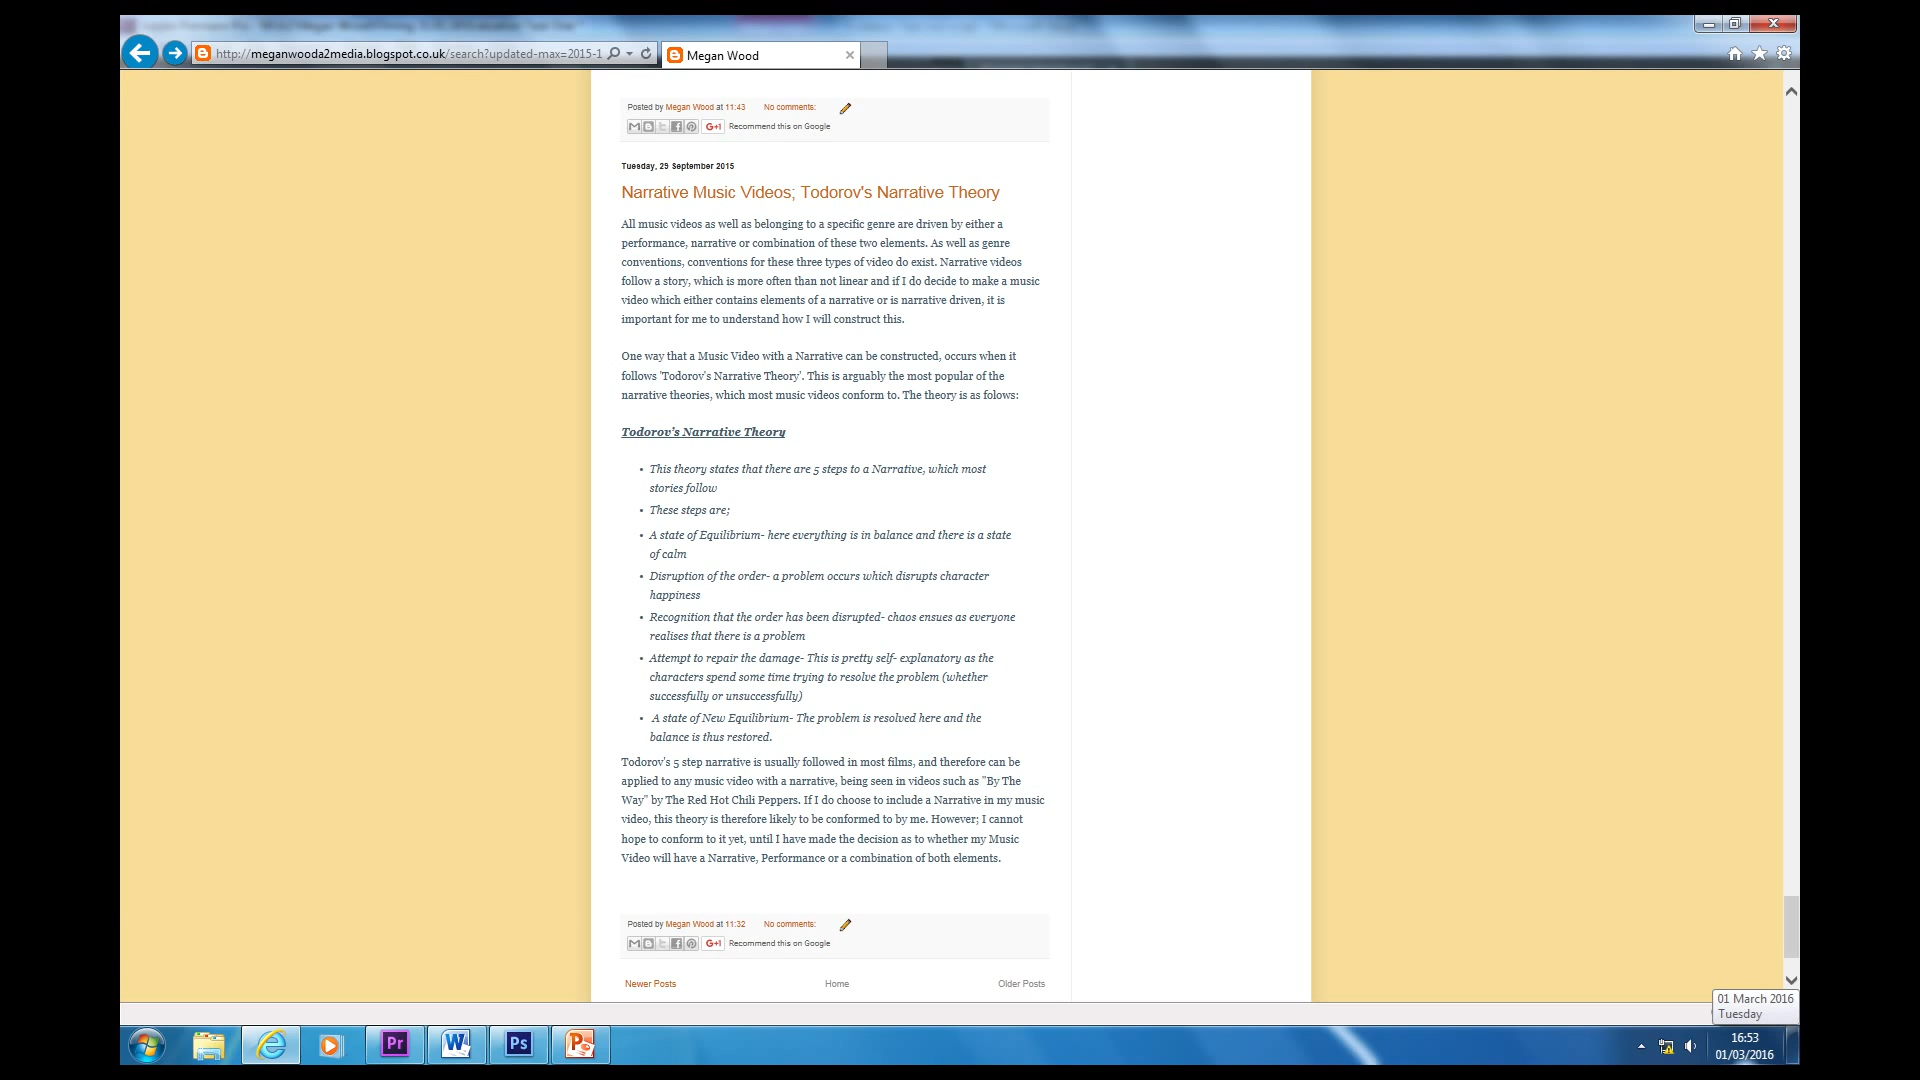 http://meganwooda2media.blogspot.co.uk/search?updated-max=2015-1
Megan Wood
Posted by Megan Wood at 11:43 No comments:
G+1 Recommend this on Google
Tuesday, 29 September 2015
Narrative Music Videos; Todorov's Narrative Theory
All music videos as well as belonging to a specific genre are driven by either a
performance, narrative or combination of these two elements. As well as genre
conventions, conventions for these three types of video do exist. Narrative videos
follow a story, which is more often than not linear and if I do decide to make a music
video which either contains elements of a narrative or is narrative driven, it is
important for me to understand how I will construct this.
One way that a Music Video with a Narrative can be constructed, occurs when it
follows 'Todorov's Narrative Theory'. This is arguably the most popular of the
narrative theories, which most music videos conform to. The theory is as folows:
Todorov's Narrative Theory
• This theory states that there are 5 steps to a Narrative, which most
stories follow
• These steps are;
• A state of Equilibrium- here everything is in balance and there is a state
of calm
• Disruption of the order- a problem occurs which disrupts character
happiness
• Recognition that the order has been disrupted- chaos ensues as everyone
realises that there is a problem
• Attempt to repair the damage- This is pretty self- explanatory as the
characters spend some time trying to resolve the problem (whether
successfully or unsuccessfully)
• A state of New Equilibrium- The problem is resolved here and the
balance is thus restored.
Todorov's 5 step narrative is usually followed in most films, and therefore can be
applied to any music video with a narrative, being seen in videos such as "By The
Way" by The Red Hot Chili Peppers. If I do choose to include a Narrative in my music
video, this theory is therefore likely to be conformed to by me. However; I cannot
hope to conform to it yet, until I have made the decision as to whether my Music
Video will have a Narrative, Performance or a combination of both elements.
Posted by Megan Wood at 11:32 No comments:
G+1 Recommend this on Google
Newer Posts Home Older Posts
01 March 2016
Tuesday
Pr W Ps P
16:53
01/03/2016